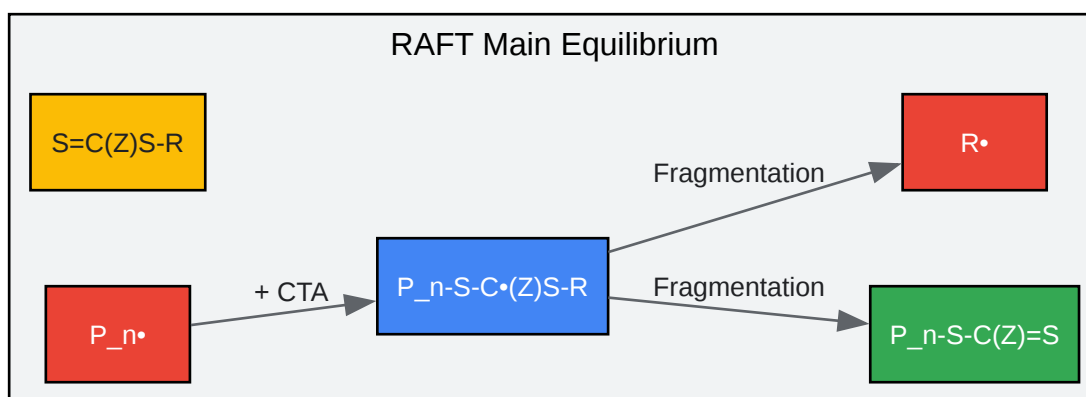 RAFT Main Equilibrium
S=C(Z)S-R
R•
Fragmentation
P_n•
+ CTA
P_n-S-C•(Z)S-R
Fragmentation
P_n-S-C(Z)=S